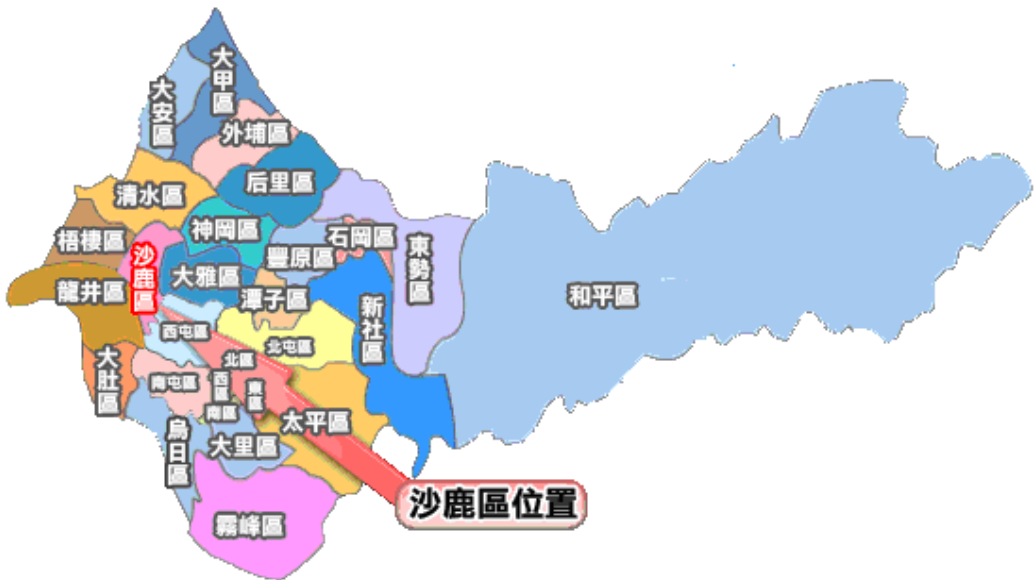 大甲區
大安區
外埔區
后里區
清水區
神岡區
梧棲區
石岡區
東勢區
沙鹿區
豐原區
大雅區
龍井區
潭子區
和平區
新社區
西屯區
北屯區
北區
大肚區
南屯區
西區
東區
南區
太平區
烏日區
大里區
沙鹿區位置
霧峰區